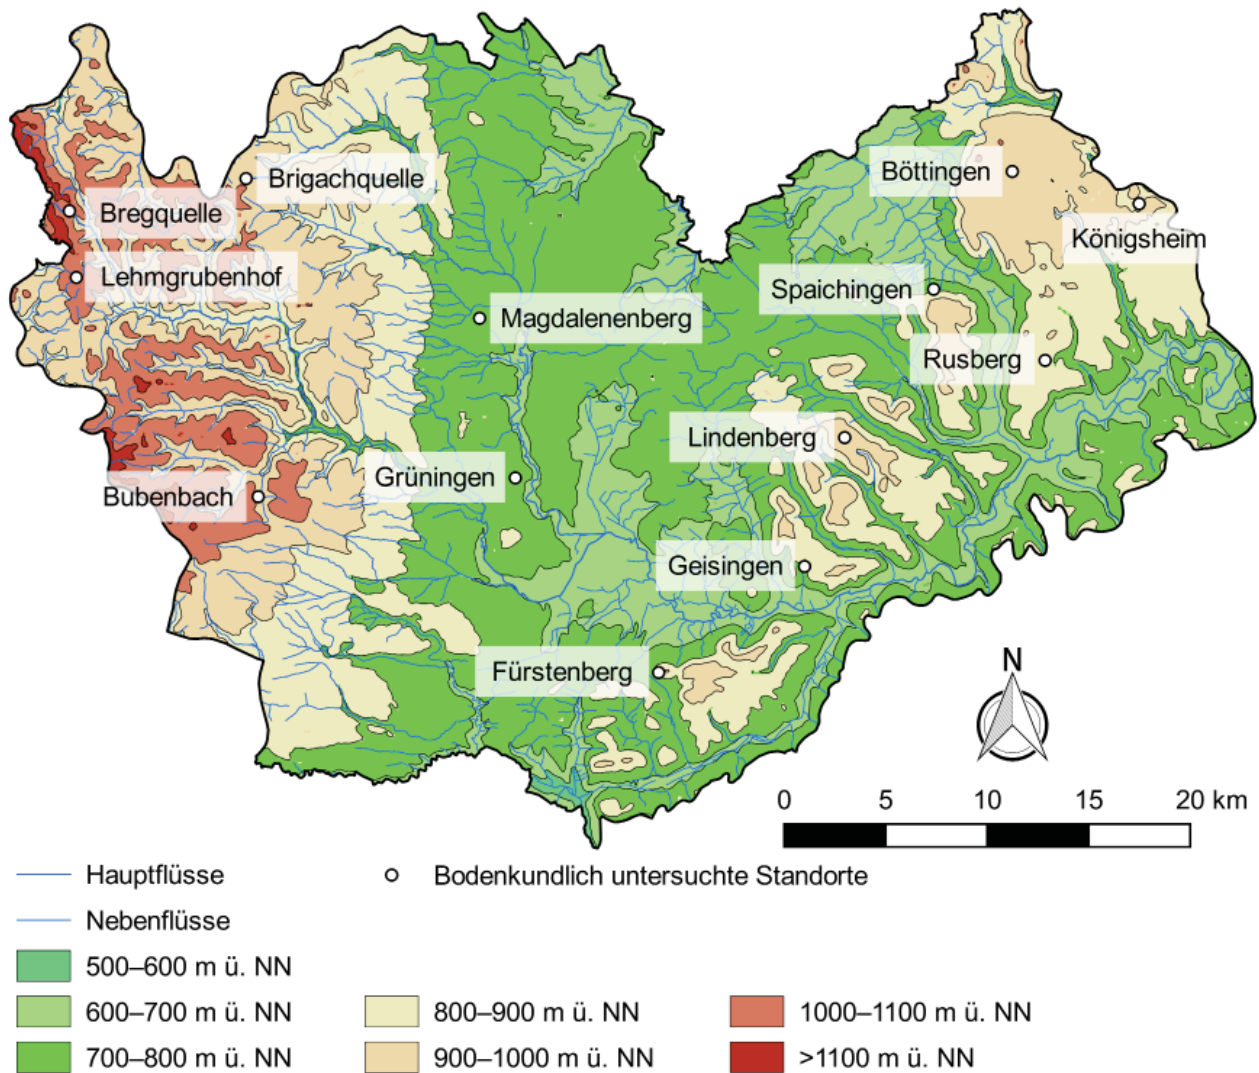 Brigachquelle
Böttingen
Bregquelle
Königsheim
Lehmgrubenhof
Spaichingen
Magdalenenberg
Rusberg
Lindenberg
Grüningen
Bubenbach
Geisingen
Fürstenberg
N
0 5 10 15 20 km
Hauptflüsse
Bodenkundlich untersuchte Standorte
Nebenflüsse
500–600 m ü. NN
600–700 m ü. NN
800–900 m ü. NN
1000–1100 m ü. NN
700–800 m ü. NN
900–1000 m ü. NN
>1100 m ü. NN